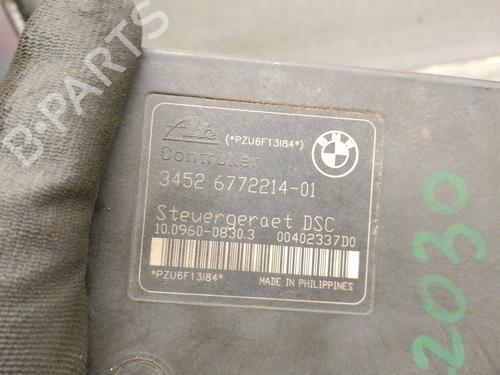 B-PARTS
Ate (*PZU6F13I84*)
BMW
Controller
3452 6772214-01
Steuergeraet DSC
10.0960-0830.3 00402337D0
*PZU6F13I84* MADE IN PHILIPPINES
2030